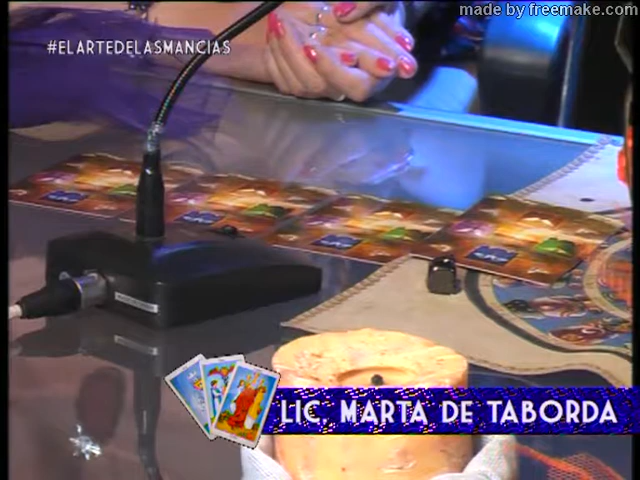 made by freemake.com
#ELARTEDELASMANCIAS
LIC. MARTA DE TABORDA